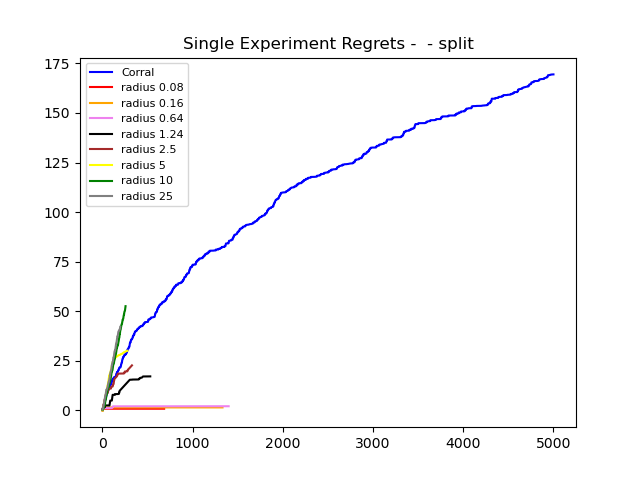 Single Experiment Regrets -  - split
175
150
125
100
75
50
25
0
Corral
radius 0.08
radius 0.16
radius 0.64
radius 1.24
radius 2.5
radius 5
radius 10
radius 25
0 1000 2000 3000 4000 5000